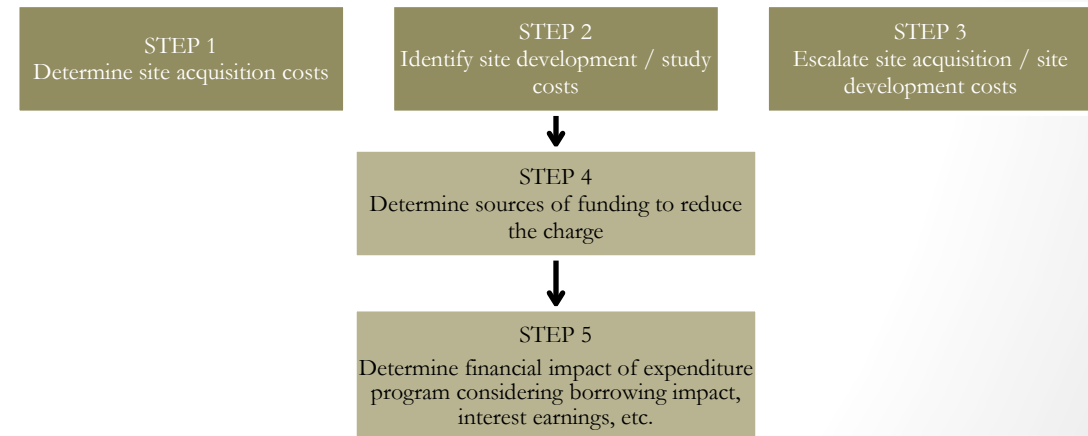 STEP 1
Determine site acquisition costs
STEP 2
Identify site development / study
costs
STEP 3
Escalate site acquisition / site
development costs
STEP 4
Determine sources of funding to reduce
the charge
STEP 5
Determine financial impact of expenditure
program considering borrowing impact,
interest earnings, etc.